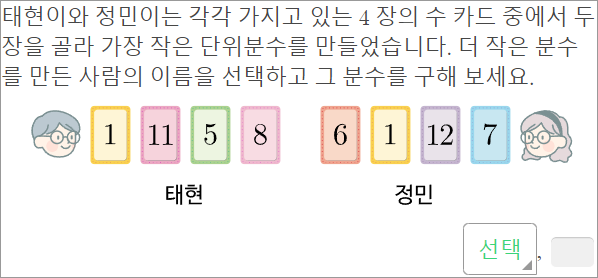 태현이와 정민이는 각각 가지고 있는 4 장의 수 카드 중에서 두
장을 골라 가장 작은 단위분수를 만들었습니다. 더 작은 분수
를 만든 사람의 이름을 선택하고 그 분수를 구해 보세요.
1 11 5 8 6 1 12 7
태현 정민
선택 ,